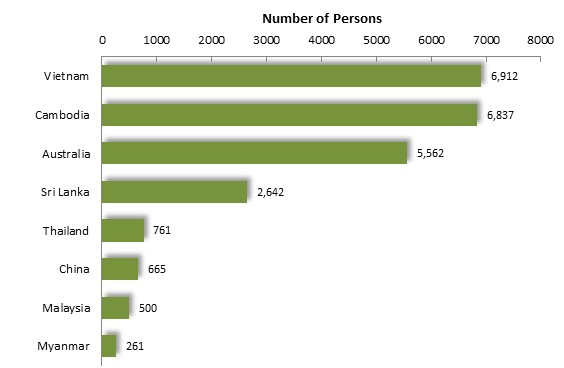 Number of Persons
0 1000 2000 3000 4000 5000 6000 7000 8000
Vietnam 6,912
Cambodia 6,837
Australia 5,562
Sri Lanka 2,642
Thailand 761
China 665
Malaysia 500
Myanmar 261